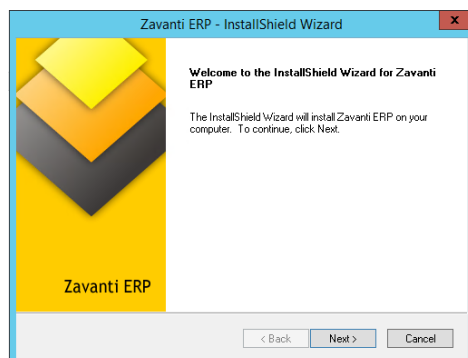 Zavanti ERP - InstallShield Wizard
x
Welcome to the InstallShield Wizard for Zavanti
ERP
The InstallShield Wizard will install Zavanti ERP on your
computer. To continue, click Next.
Zavanti ERP
< Back
Next >
Cancel